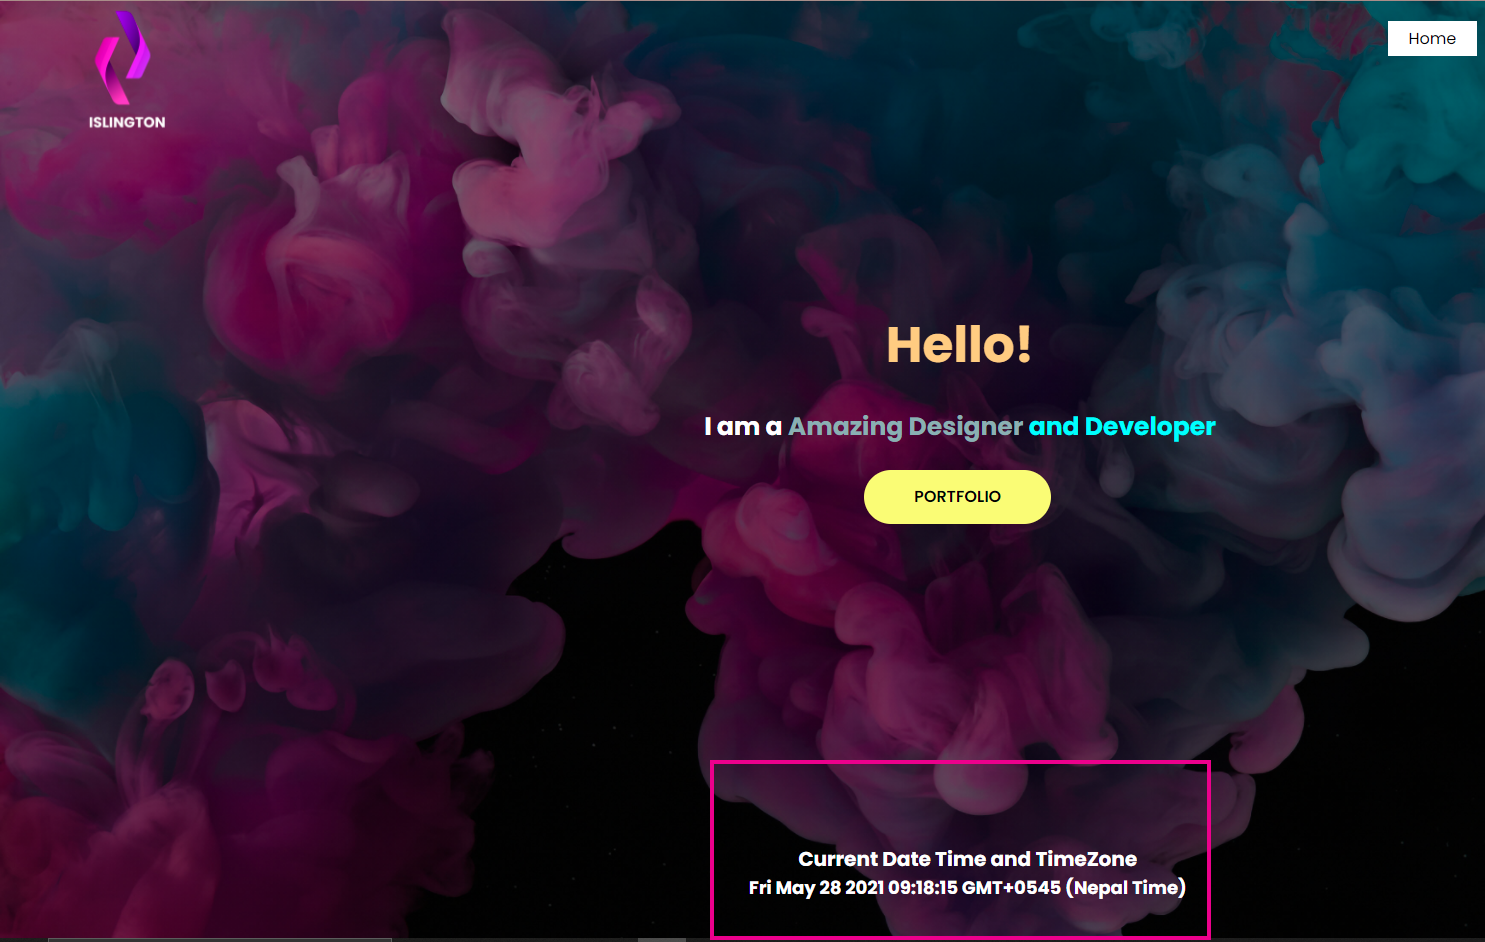 ISLINGTON
Home
Hello!
I am a Amazing Designer and Developer
PORTFOLIO
Current Date Time and TimeZone
Fri May 28 2021 09:18:15 GMT+0545 (Nepal Time)